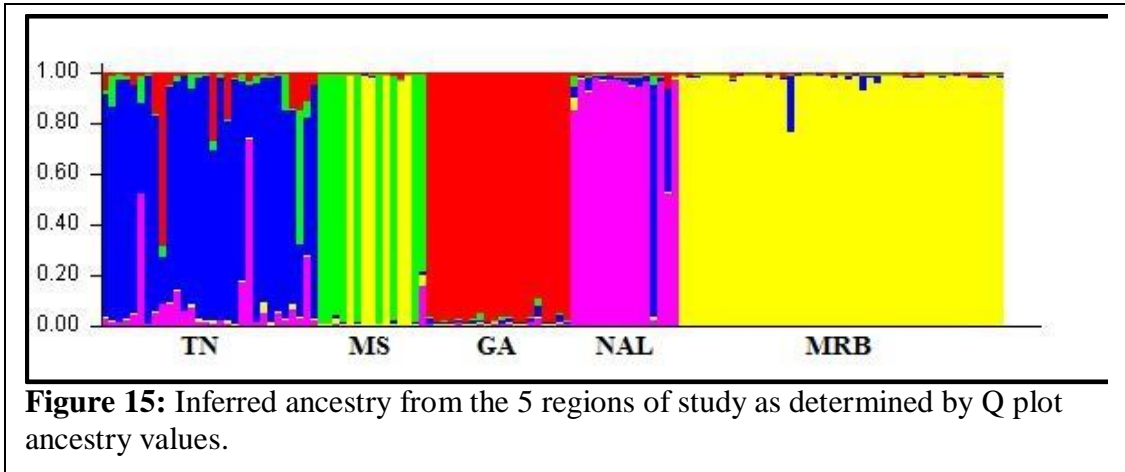 1.00
0.80
0.60
0.40
0.20
0.00
TN MS GA NAL MRB
Figure 15: Inferred ancestry from the 5 regions of study as determined by Q plot
ancestry values.